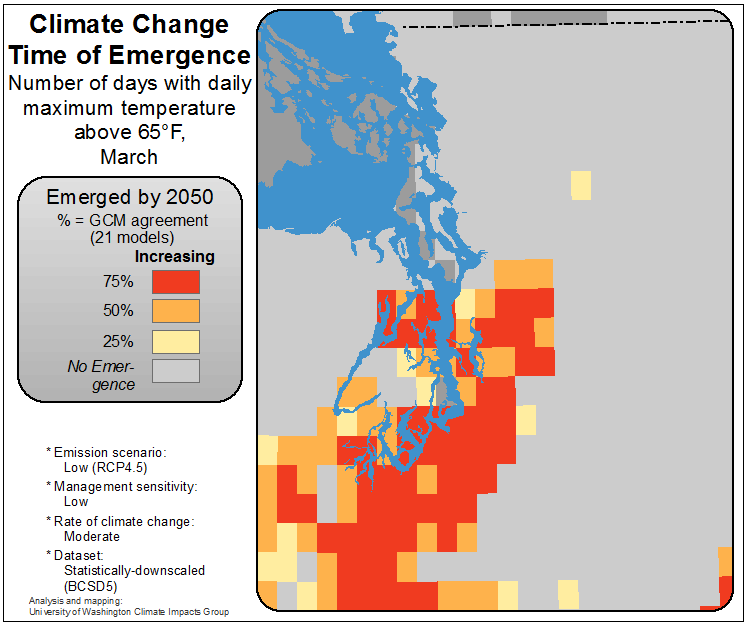 Climate Change
Time of Emergence
Number of days with daily
maximum temperature
above 65°F,
March
Emerged by 2050
% = GCM agreement
(21 models)
Increasing
75%
50%
25%
No Emer-
gence
* Emission scenario:
Low (RCP4.5)
* Management sensitivity:
Low
* Rate of climate change:
Moderate
* Dataset:
Statistically-downscaled
(BCSD5)
Analysis and mapping:
University of Washington Climate Impacts Group